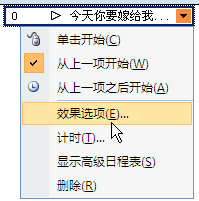 0 今天你要嫁给我...
单击开始(C)
从上一项开始(W)
从上一项之后开始(A)
效果选项(E)...
计时(T)...
显示高级日程表(S)
删除(R)